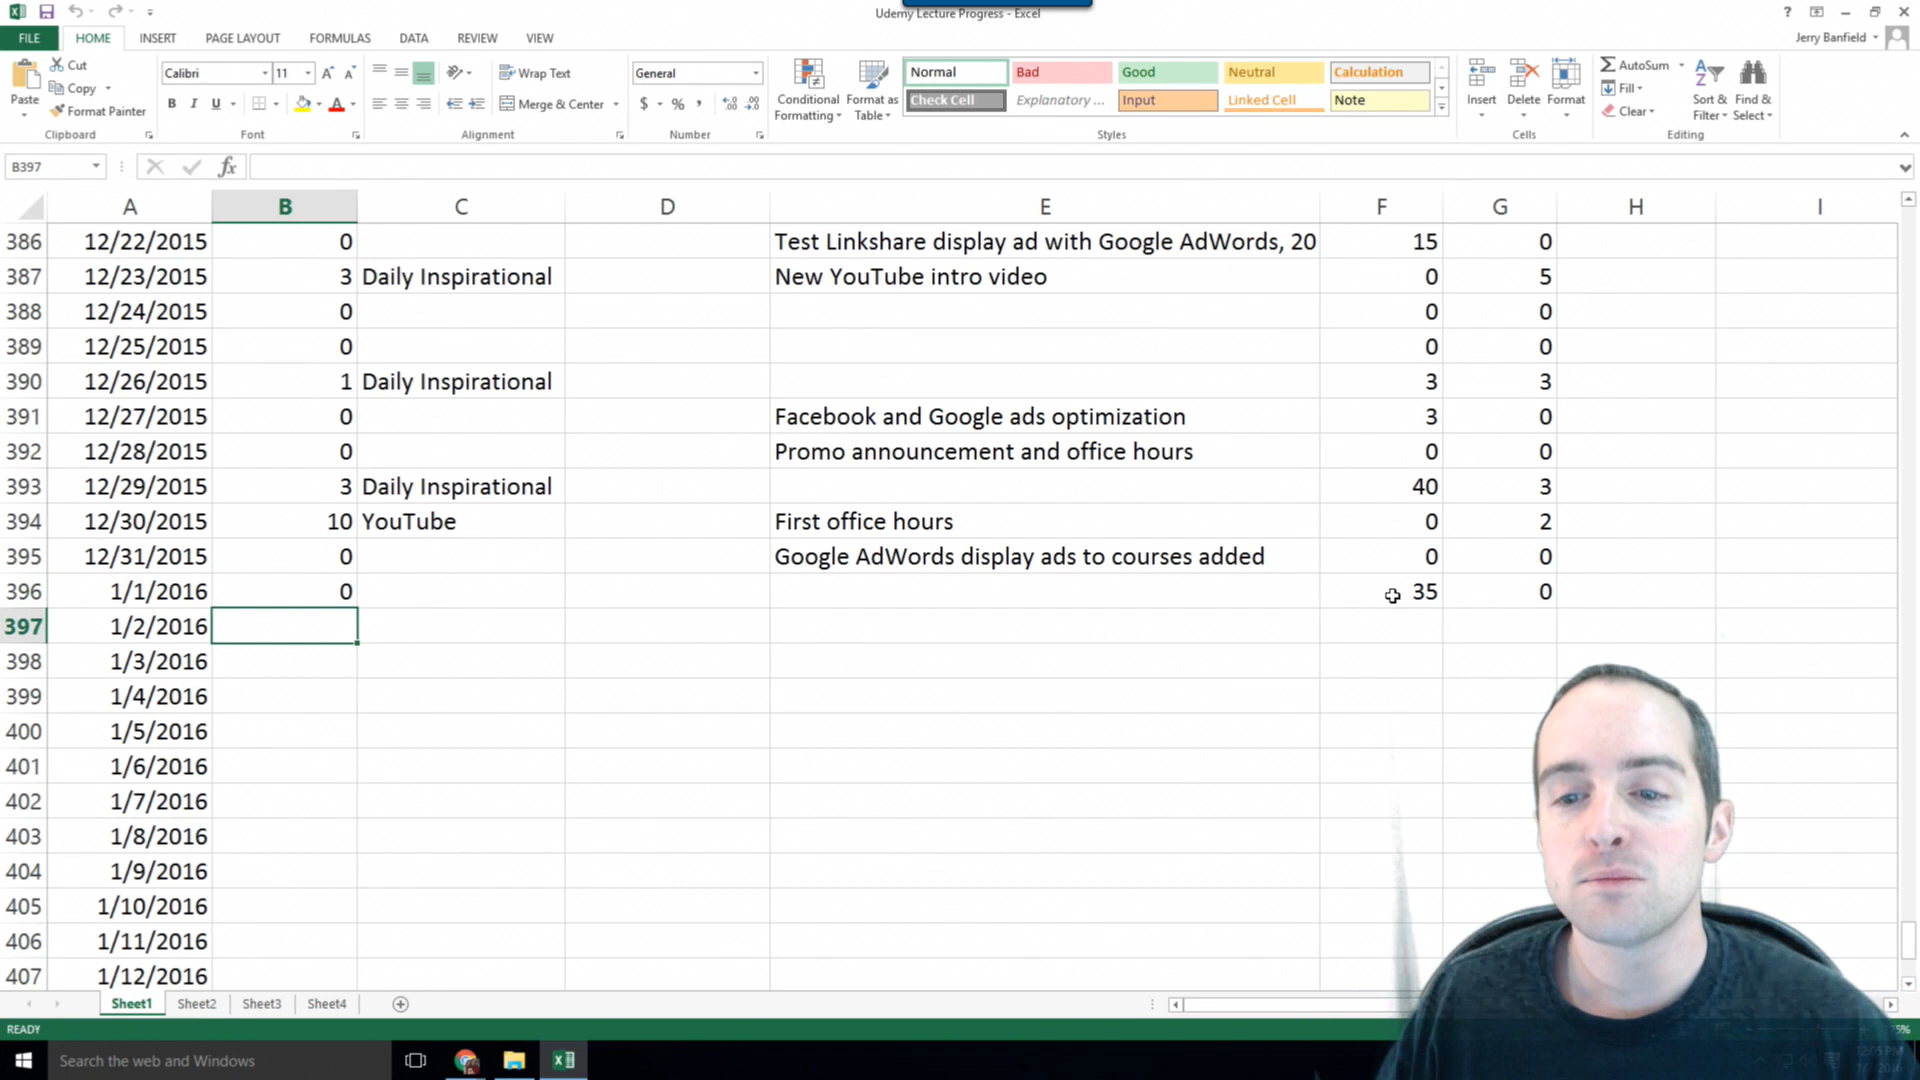 Udemy Lecture Progress - Excel
FILE HOME INSERT PAGE LAYOUT FORMULAS DATA REVIEW VIEW Jerry Banfield
Cut
Copy
Format Painter
Paste
Calibri 11
B I U
Wrap Text
Merge & Center
General
$ % ,
Conditional Formatting
Format as Table
Normal Bad Good Neutral Calculation
Check Cell Explanatory ... Input Linked Cell Note
Insert Delete Format
AutoSum
Fill
Clear
Sort & Filter
Find & Select
Clipboard Font Alignment Number Styles Cells Editing
B397 fx
A B C D E F G H I
386 12/22/2015 0 Test Linkshare display ad with Google AdWords, 20 15 0
387 12/23/2015 3 Daily Inspirational New YouTube intro video 0 5
388 12/24/2015 0 0 0
389 12/25/2015 0 0 0
390 12/26/2015 1 Daily Inspirational 3 3
391 12/27/2015 0 Facebook and Google ads optimization 3 0
392 12/28/2015 0 Promo announcement and office hours 0 0
393 12/29/2015 3 Daily Inspirational 40 3
394 12/30/2015 10 YouTube First office hours 0 2
395 12/31/2015 0 Google AdWords display ads to courses added 0 0
396 1/1/2016 0 35 0
397 1/2/2016
398 1/3/2016
399 1/4/2016
400 1/5/2016
401 1/6/2016
402 1/7/2016
403 1/8/2016
404 1/9/2016
405 1/10/2016
406 1/11/2016
407 1/12/2016
Sheet1 Sheet2 Sheet3 Sheet4
READY
Search the web and Windows